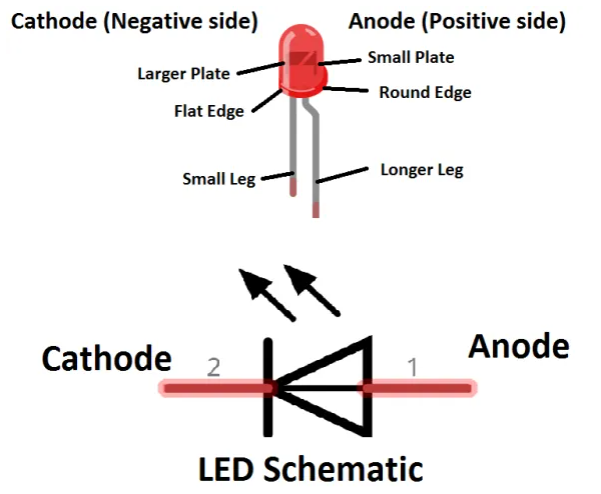 Cathode (Negative side)
Anode (Positive side)
Larger Plate
Small Plate
Flat Edge
Round Edge
Small Leg
Longer Leg
Cathode
2
1
Anode
LED Schematic